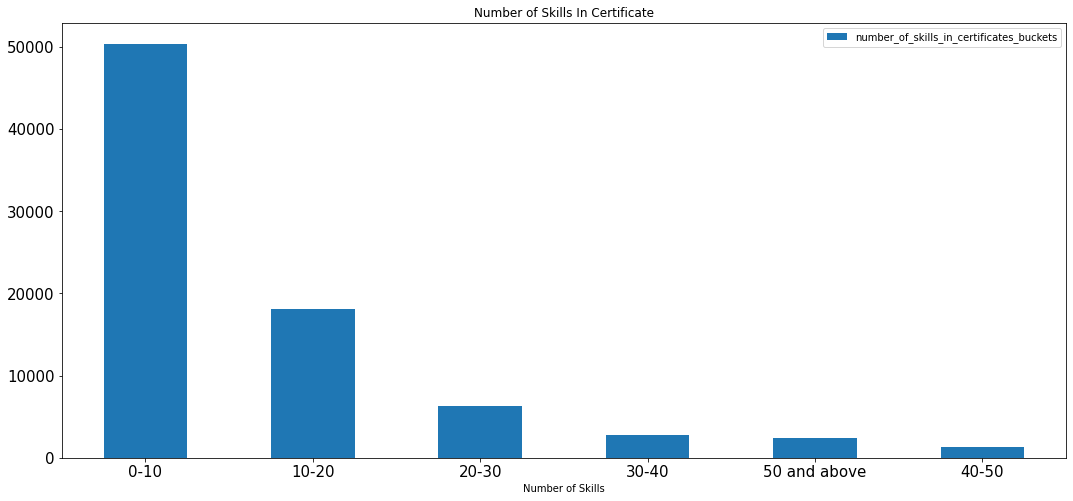 Number of Skills In Certificate
number_of_skills_in_certificates_buckets
50000
40000
30000
20000
10000
0
0-10 10-20 20-30 30-40 50 and above 40-50
Number of Skills